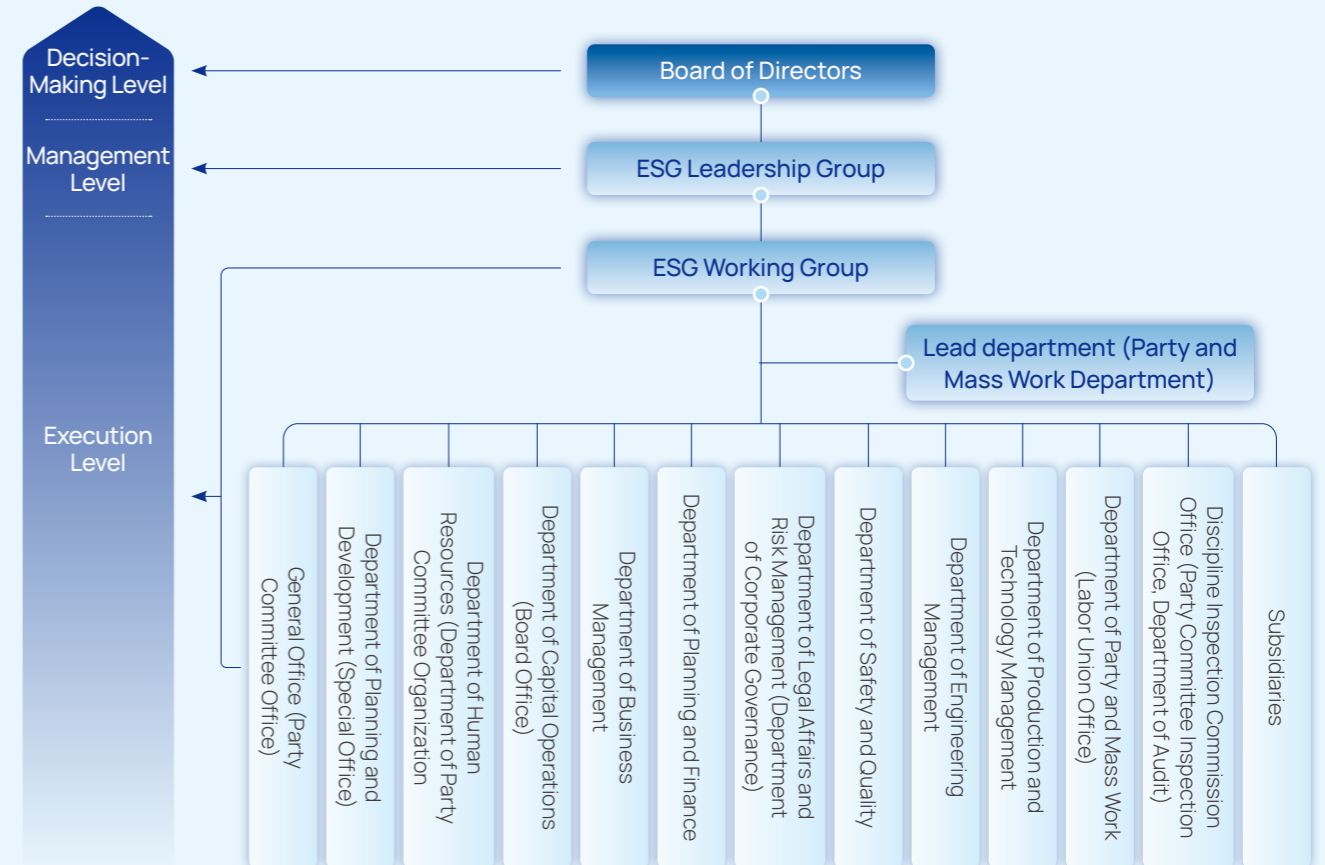 Decision-
Making Level
Management
Level
Execution
Level
Board of Directors
ESG Leadership Group
ESG Working Group
Lead department (Party and
Mass Work Department)
General Office (Party
Committee Office)
Department of Planning and
Development (Special Office)
Department of Human
Resources (Department of Party
Committee Organization
Department of Capital Operations
(Board Office)
Department of Business
Management
Department of Planning and Finance
Department of Legal Affairs and
Risk Management (Department
of Corporate Governance)
Department of Safety and Quality
Department of Engineering
Management
Department of Production and
Technology Management
Department of Party and Mass Work
(Labor Union Office)
Discipline Inspection Commission
Office (Party Committee Inspection
Office, Department of Audit)
Subsidiaries